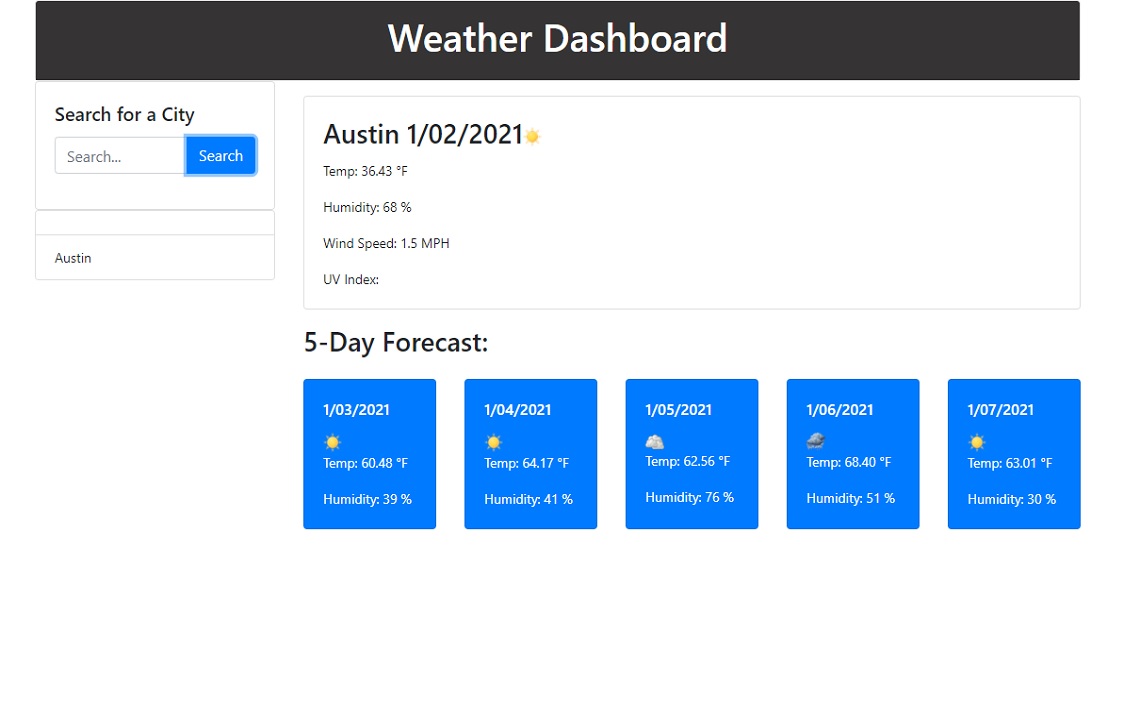 Weather Dashboard
Search for a City
Search...
Search
Austin
Austin 1/02/2021
Temp: 36.43 °F
Humidity: 68 %
Wind Speed: 1.5 MPH
UV Index:
5-Day Forecast:
1/03/2021
Temp: 60.48 °F
Humidity: 39 %
1/04/2021
Temp: 64.17 °F
Humidity: 41 %
1/05/2021
Temp: 62.56 °F
Humidity: 76 %
1/06/2021
Temp: 68.40 °F
Humidity: 51 %
1/07/2021
Temp: 63.01 °F
Humidity: 30 %